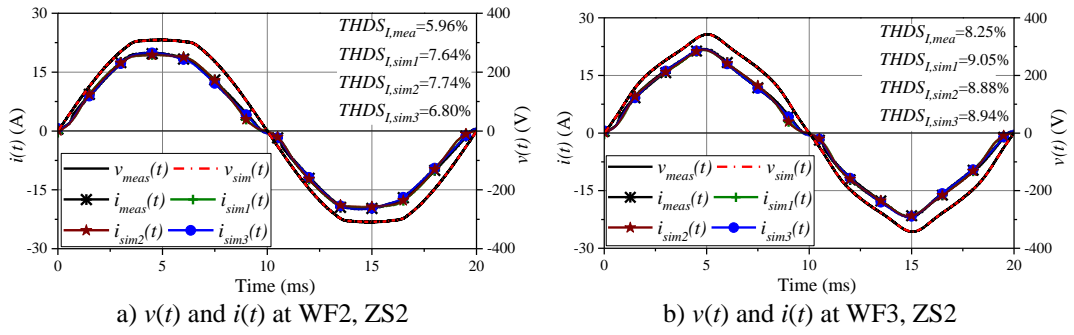 THDS_I,mea=5.96%
THDS_I,sim1=7.64%
THDS_I,sim2=7.74%
THDS_I,sim3=6.80%
30
15
0
-15
-30
i(t) (A)
400
200
0
-200
-400
v(t) (V)
v_meas(t) v_sim(t)
i_meas(t) i_sim1(t)
i_sim2(t) i_sim3(t)
0 5 10 15 20
Time (ms)
a) v(t) and i(t) at WF2, ZS2
THDS_I,mea=8.25%
THDS_I,sim1=9.05%
THDS_I,sim2=8.88%
THDS_I,sim3=8.94%
30
15
0
-15
-30
i(t) (A)
400
200
0
-200
-400
v(t) (V)
v_meas(t) v_sim(t)
i_meas(t) i_sim1(t)
i_sim2(t) i_sim3(t)
0 5 10 15 20
Time (ms)
b) v(t) and i(t) at WF3, ZS2